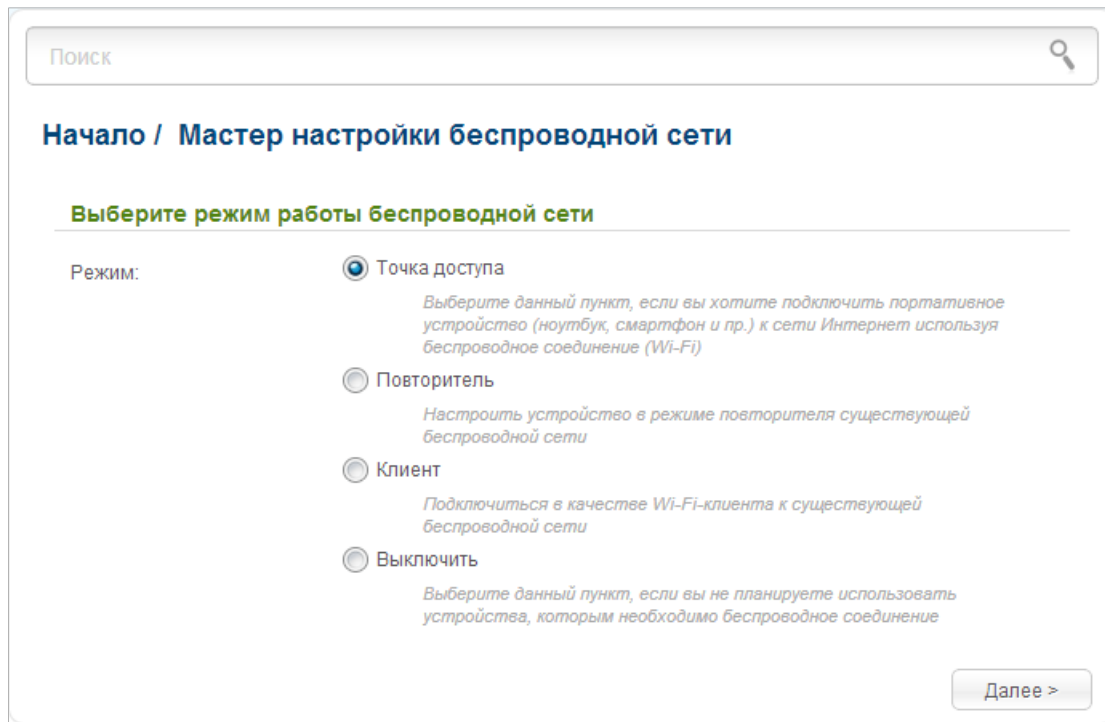 Поиск
Начало / Мастер настройки беспроводной сети
Выберите режим работы беспроводной сети
Режим:
Точка доступа
Выберите данный пункт, если вы хотите подключить портативное
устройство (ноутбук, смартфон и пр.) к сети Интернет используя
беспроводное соединение (Wi-Fi)
Повторитель
Настроить устройство в режиме повторителя существующей
беспроводной сети
Клиент
Подключиться в качестве Wi-Fi-клиента к существующей
беспроводной сети
Выключить
Выберите данный пункт, если вы не планируете использовать
устройства, которым необходимо беспроводное соединение
Далее >